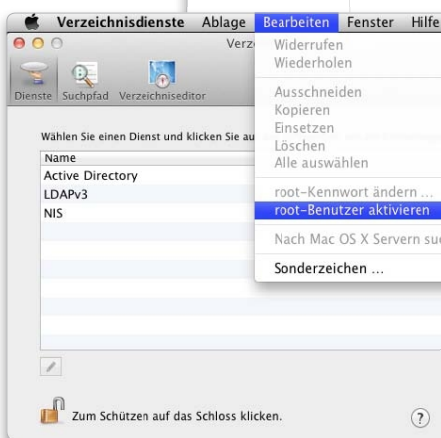 Verzeichnisdienste Ablage Bearbeiten Fenster Hilfe
Verz
Dienste Suchpfad Verzeichniseditor
Widerrufen
Wiederholen
Ausschneiden
Kopieren
Einsetzen
Löschen
Alle auswählen
root-Kennwort ändern ...
root-Benutzer aktivieren
Nach Mac OS X Servern su
Sonderzeichen ...
Wählen Sie einen Dienst und klicken Sie au
Name
Active Directory
LDAPv3
NIS
Zum Schützen auf das Schloss klicken.
?